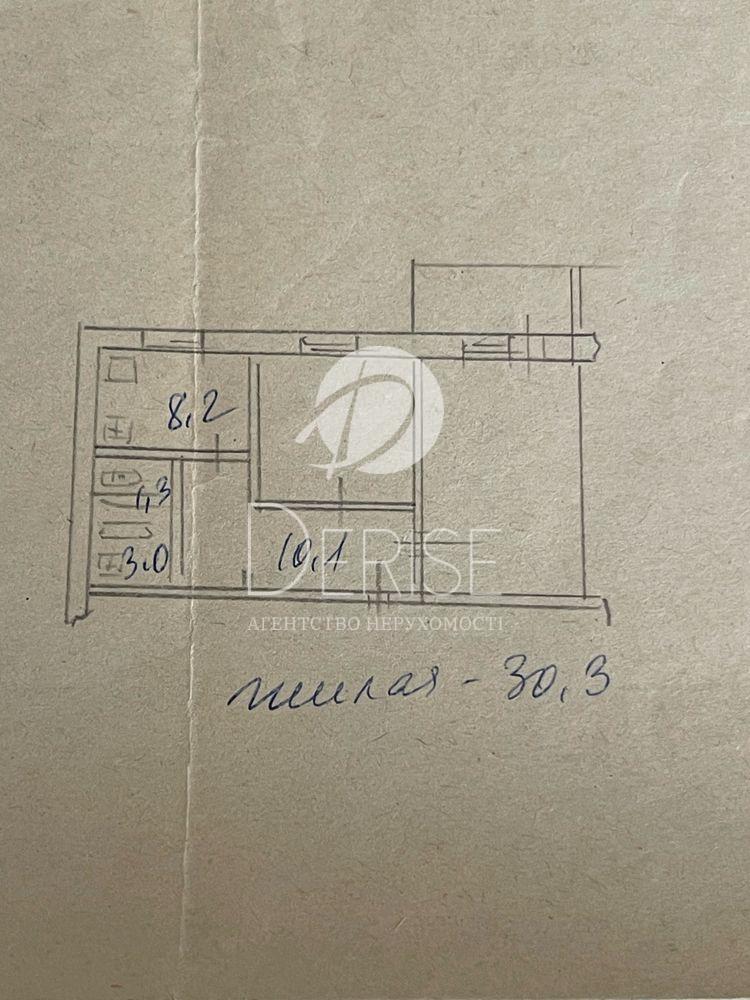 8,2
1,3
3.0
10,1
DERISE
АГЕНТСТВО НЕРУХОМОСТІ
жилая - 30,3